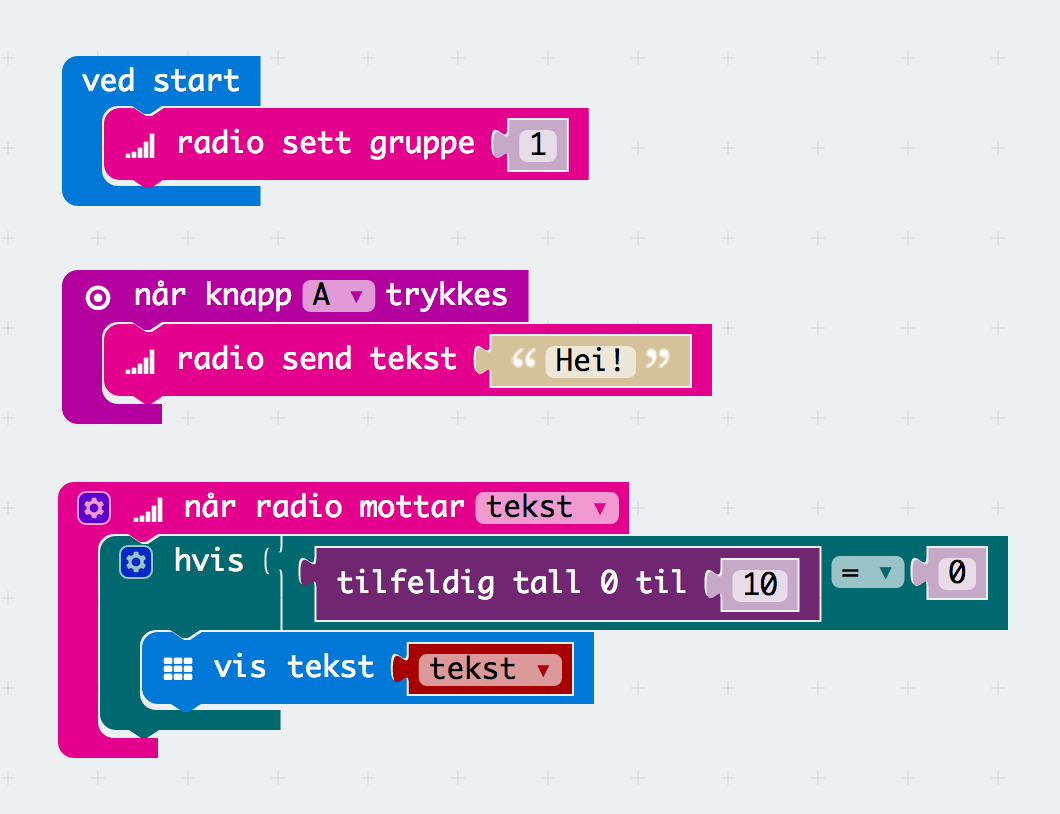 ved start
radio sett gruppe 1
når knapp A ▾ trykkes
radio send tekst “ Hei! ”
når radio mottar tekst ▾
hvis tilfeldig tall 0 til 10 = ▾ 0
vis tekst tekst ▾